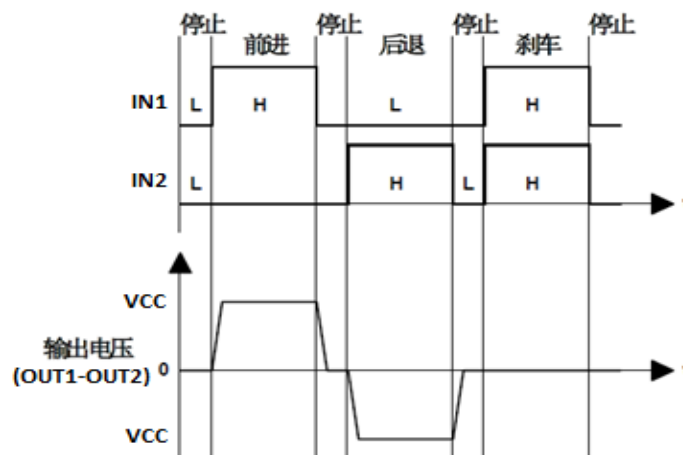 停止 前进 停止 后退 停止 刹车 停止
IN1 L H L H
IN2 L H L H
VCC
输出电压 0
(OUT1-OUT2)
VCC